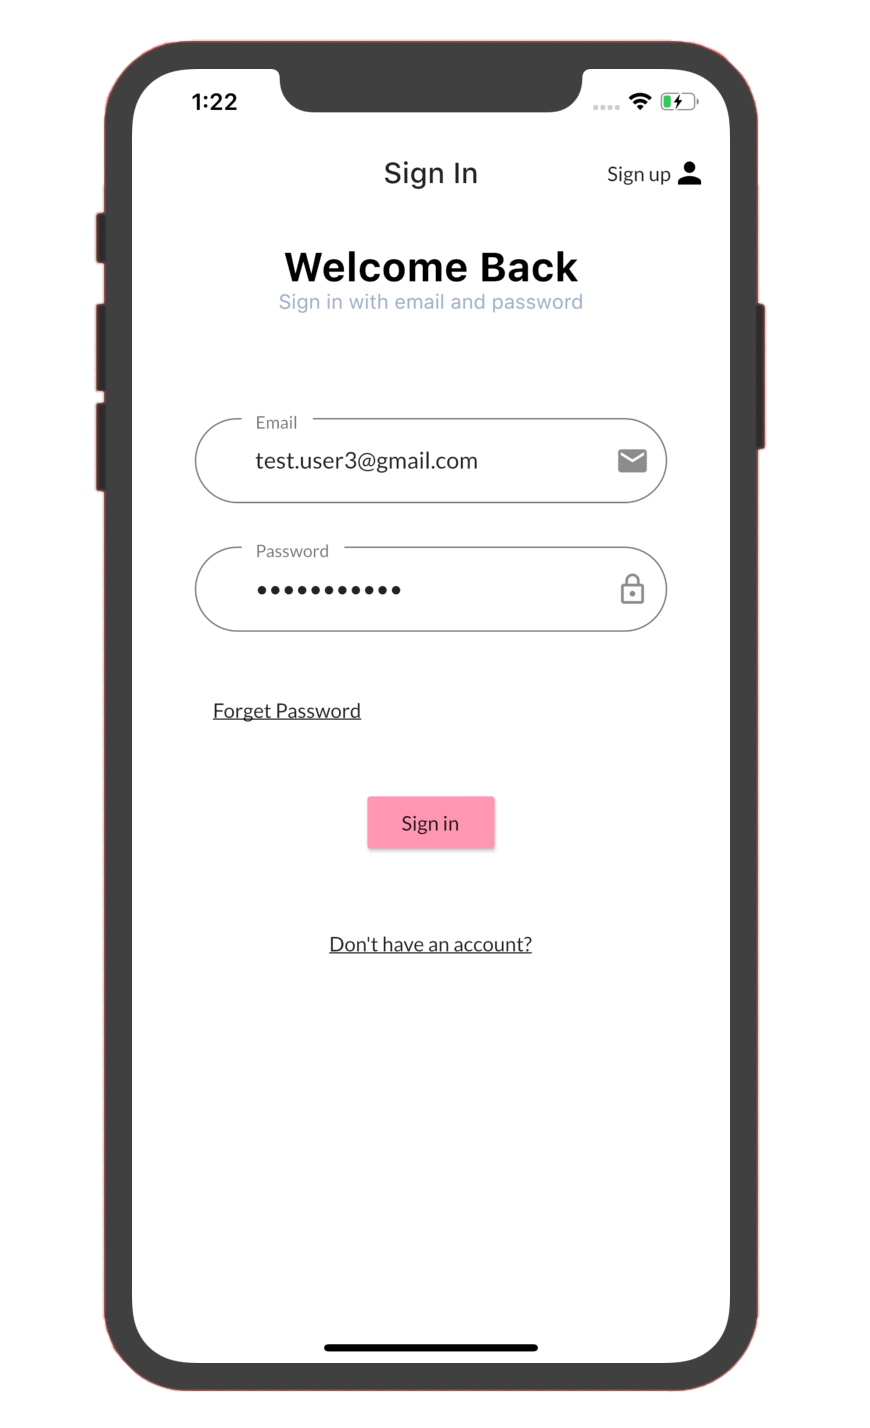 1:22
Sign In
Sign up
Welcome Back
Sign in with email and password
Email
test.user3@gmail.com
Password
•••••••••••
Forget Password
Sign in
Don't have an account?